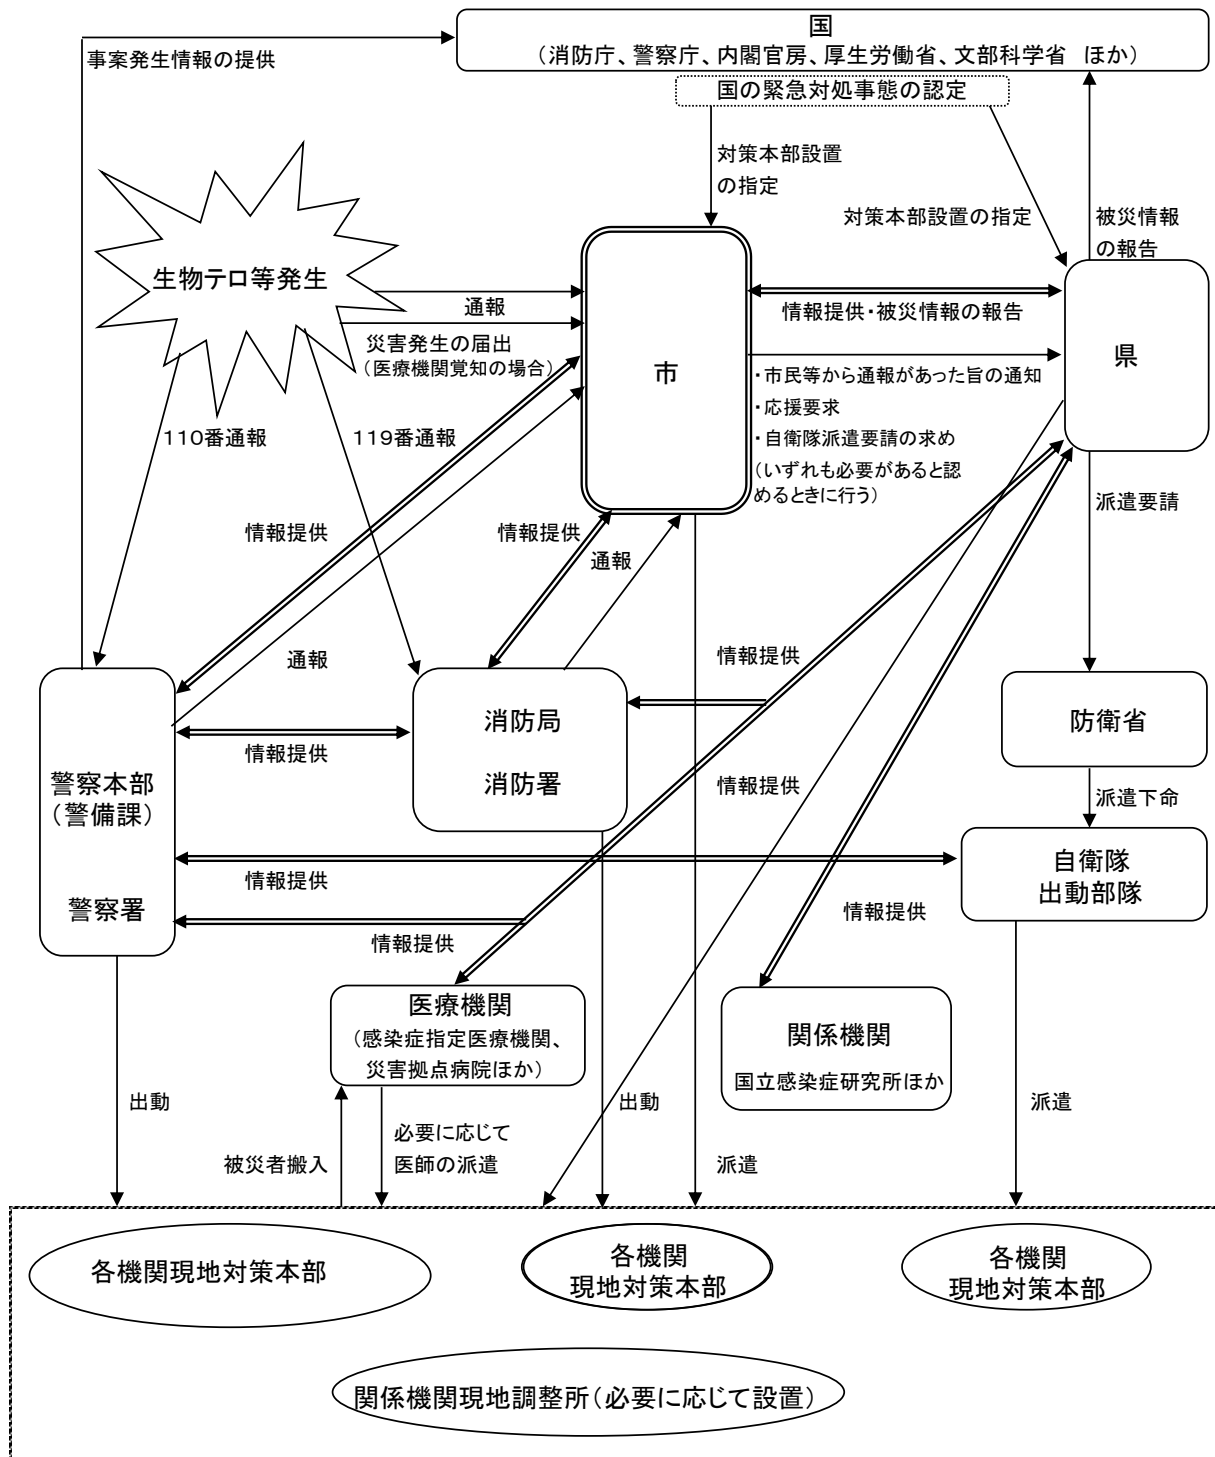 国
（消防庁、警察庁、内閣官房、厚生労働省、文部科学省　ほか）
事案発生情報の提供
国の緊急対処事態の認定
対策本部設置
の指定
対策本部設置の指定
被災情報
の報告
生物テロ等発生
通報
災害発生の届出
（医療機関覚知の場合）
情報提供・被災情報の報告
市
県
・市民等から通報があった旨の通知
・応援要求
・自衛隊派遣要請の求め
（いずれも必要があると認
めるときに行う）
110番通報
119番通報
情報提供
情報提供
通報
派遣要請
通報
情報提供
消防局
消防署
防衛省
情報提供
情報提供
警察本部
（警備課）
警察署
派遣下命
情報提供
自衛隊
出動部隊
情報提供
情報提供
医療機関
（感染症指定医療機関、
災害拠点病院ほか）
関係機関
国立感染症研究所ほか
出動
出動
派遣
被災者搬入
必要に応じて
医師の派遣
派遣
各機関現地対策本部
各機関
現地対策本部
各機関
現地対策本部
関係機関現地調整所（必要に応じて設置）